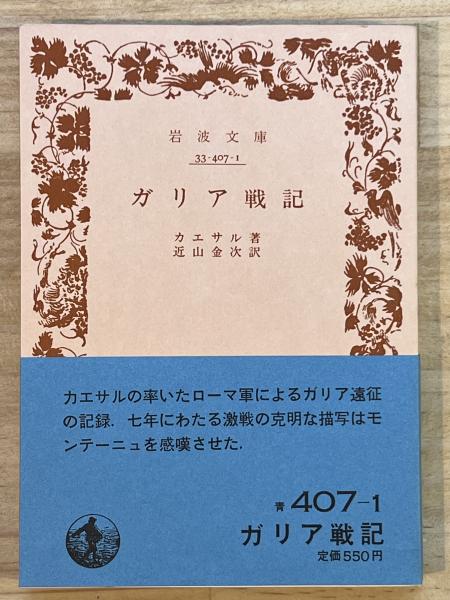 岩波文庫
33-407-1
ガリア戦記
カエサル著
近山金次訳
カエサルの率いたローマ軍によるガリア遠征
の記録．七年にわたる激戦の克明な描写はモ
ンテーニュを感嘆させた．
青 407-1
ガリア戦記
定価550円